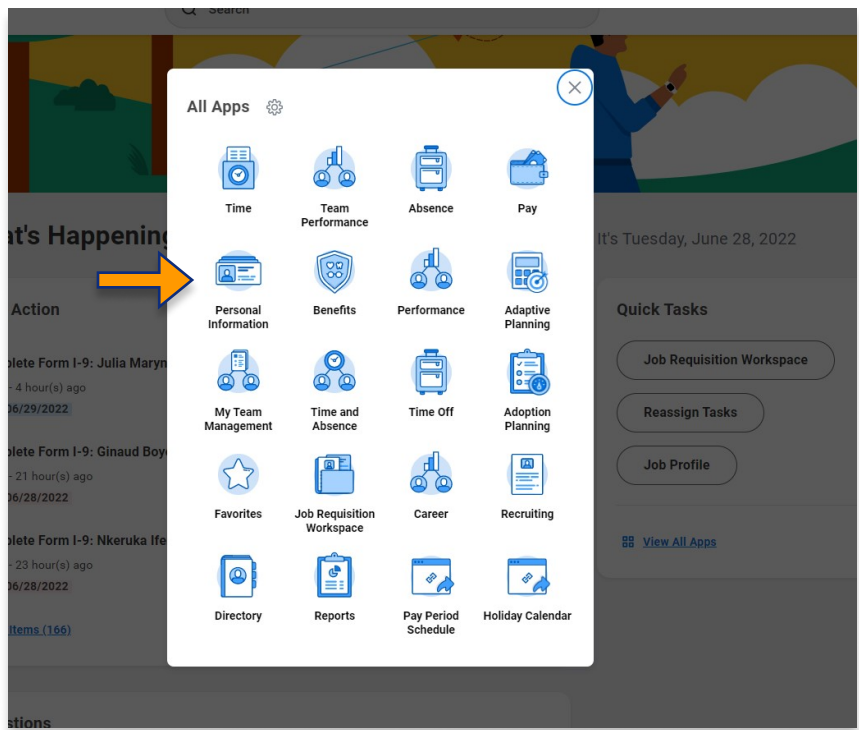 Search
All Apps
Time
Team
Performance
Absence
Pay
at's Happening
It's Tuesday, June 28, 2022
Personal
Information
Benefits
Performance
Adaptive
Planning
Action
Quick Tasks
plete Form I-9: Julia Maryn
- 4 hour(s) ago
06/29/2022
Job Requisition Workspace
My Team
Management
Time and
Absence
Time Off
Adoption
Planning
Reassign Tasks
plete Form I-9: Ginaud Boy
- 21 hour(s) ago
06/28/2022
Job Profile
Favorites
Job Requisition
Workspace
Career
Recruiting
plete Form I-9: Nkeruka Ife
- 23 hour(s) ago
06/28/2022
View All Apps
Directory
Reports
Pay Period
Schedule
Holiday Calendar
Items (166)
stions